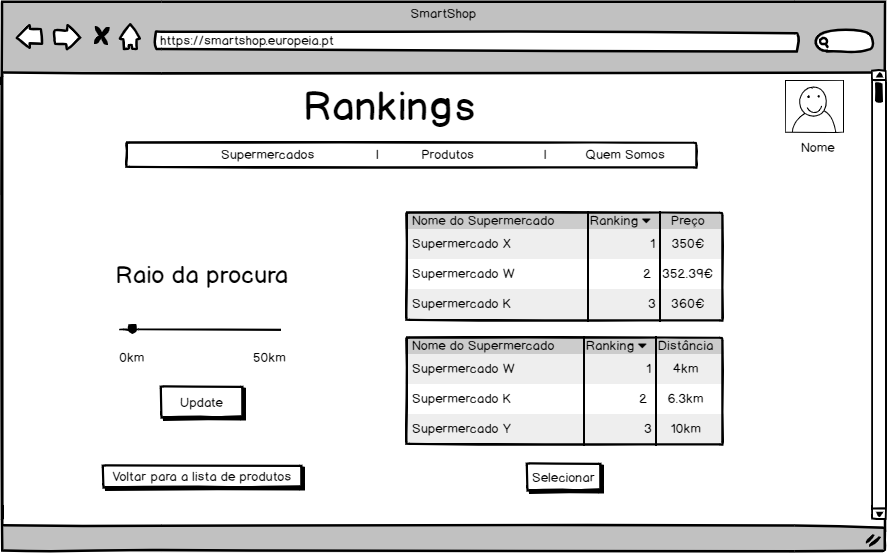 SmartShop
https://smartshop.europeia.pt
Rankings
Nome
Supermercados | Produtos | Quem Somos
Nome do Supermercado Ranking Preço
Supermercado X 1 350€
Supermercado W 2 352.39€
Supermercado K 3 360€
Raio da procura
0km 50km
Update
Nome do Supermercado Ranking Distância
Supermercado W 1 4km
Supermercado K 2 6.3km
Supermercado Y 3 10km
Voltar para a lista de produtos
Selecionar